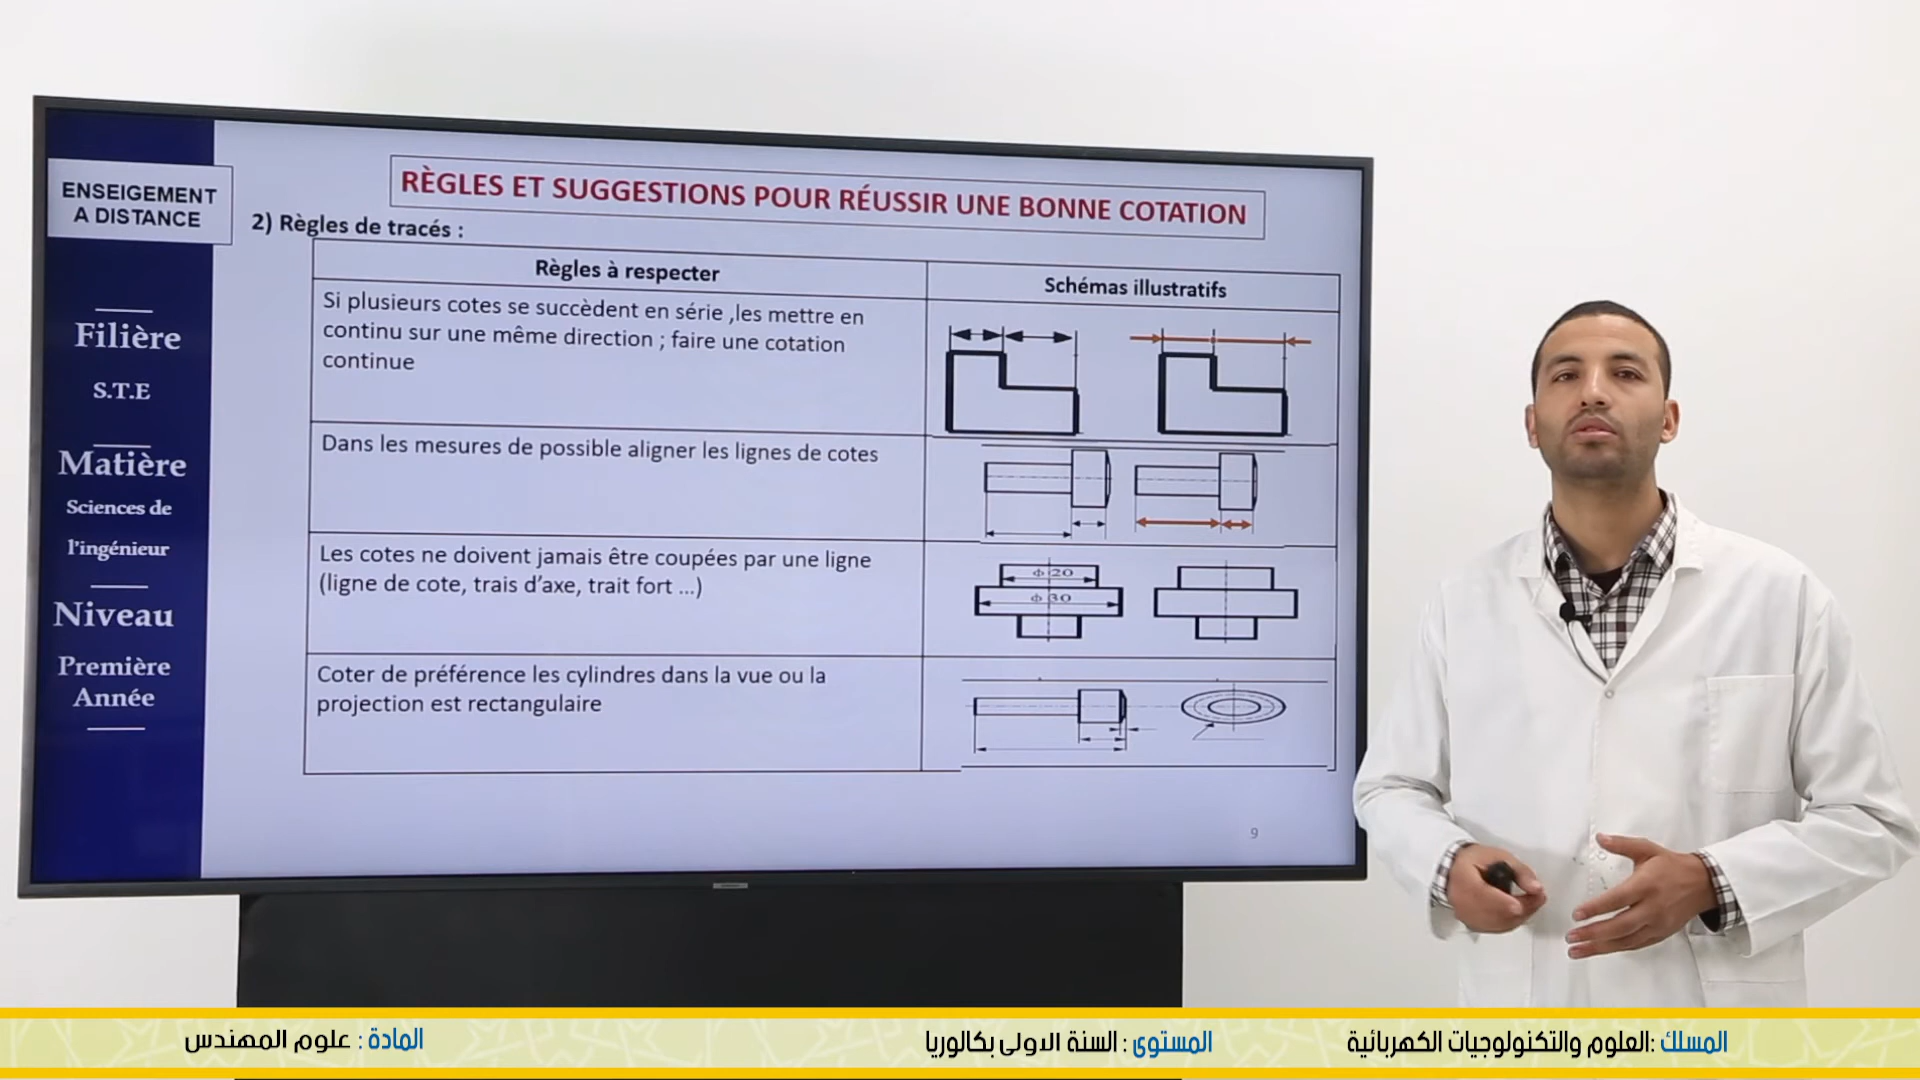 ENSEIGEMENT
A DISTANCE
Filière
S.T.E
Matière
Sciences de
l'ingénieur
Niveau
Première
Année
RÈGLES ET SUGGESTIONS POUR RÉUSSIR UNE BONNE COTATION
2) Règles de tracés :
Règles à respecter
Schémas illustratifs
Si plusieurs cotes se succèdent en série ,les mettre en
continu sur une même direction ; faire une cotation
continue
Dans les mesures de possible aligner les lignes de cotes
Les cotes ne doivent jamais être coupées par une ligne
(ligne de cote, trais d'axe, trait fort ...)
Φ 20
Φ 30
Coter de préférence les cylindres dans la vue ou la
projection est rectangulaire
9
المسلك : العلوم والتكنولوجيات الكهربائية
المستوى : السنة الاولى بكالوريا
المادة : علوم المهندس